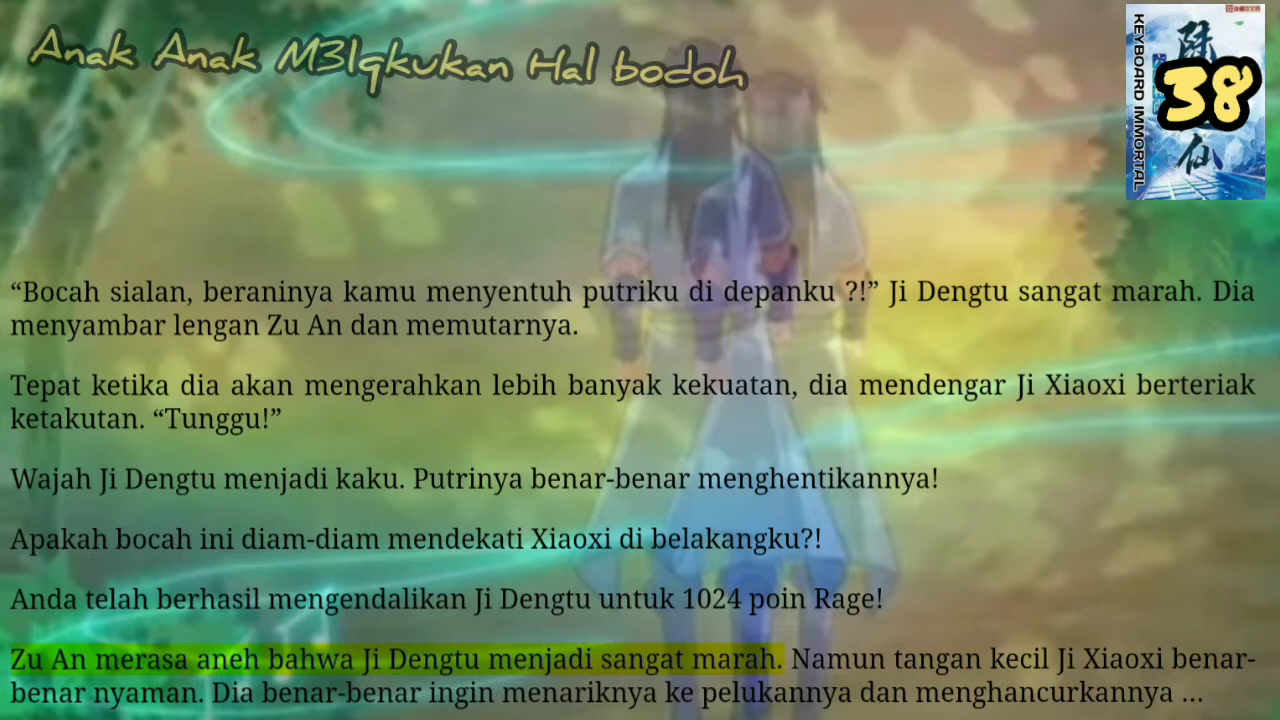 Anak Anak M3lqkukan Hal bodoh
KEYBOARD IMMORTAL
38
仙
“Bocah sialan, beraninya kamu menyentuh putriku di depanku ?!” Ji Dengtu sangat marah. Dia
menyambar lengan Zu An dan memutarnya.
Tepat ketika dia akan mengerahkan lebih banyak kekuatan, dia mendengar Ji Xiaoxi berteriak
ketakutan. “Tunggu!”
Wajah Ji Dengtu menjadi kaku. Putrinya benar-benar menghentikannya!
Apakah bocah ini diam-diam mendekati Xiaoxi di belakangku?!
Anda telah berhasil mengendalikan Ji Dengtu untuk 1024 poin Rage!
Zu An merasa aneh bahwa Ji Dengtu menjadi sangat marah. Namun tangan kecil Ji Xiaoxi benar-
benar nyaman. Dia benar-benar ingin menariknya ke pelukannya dan menghancurkannya ...